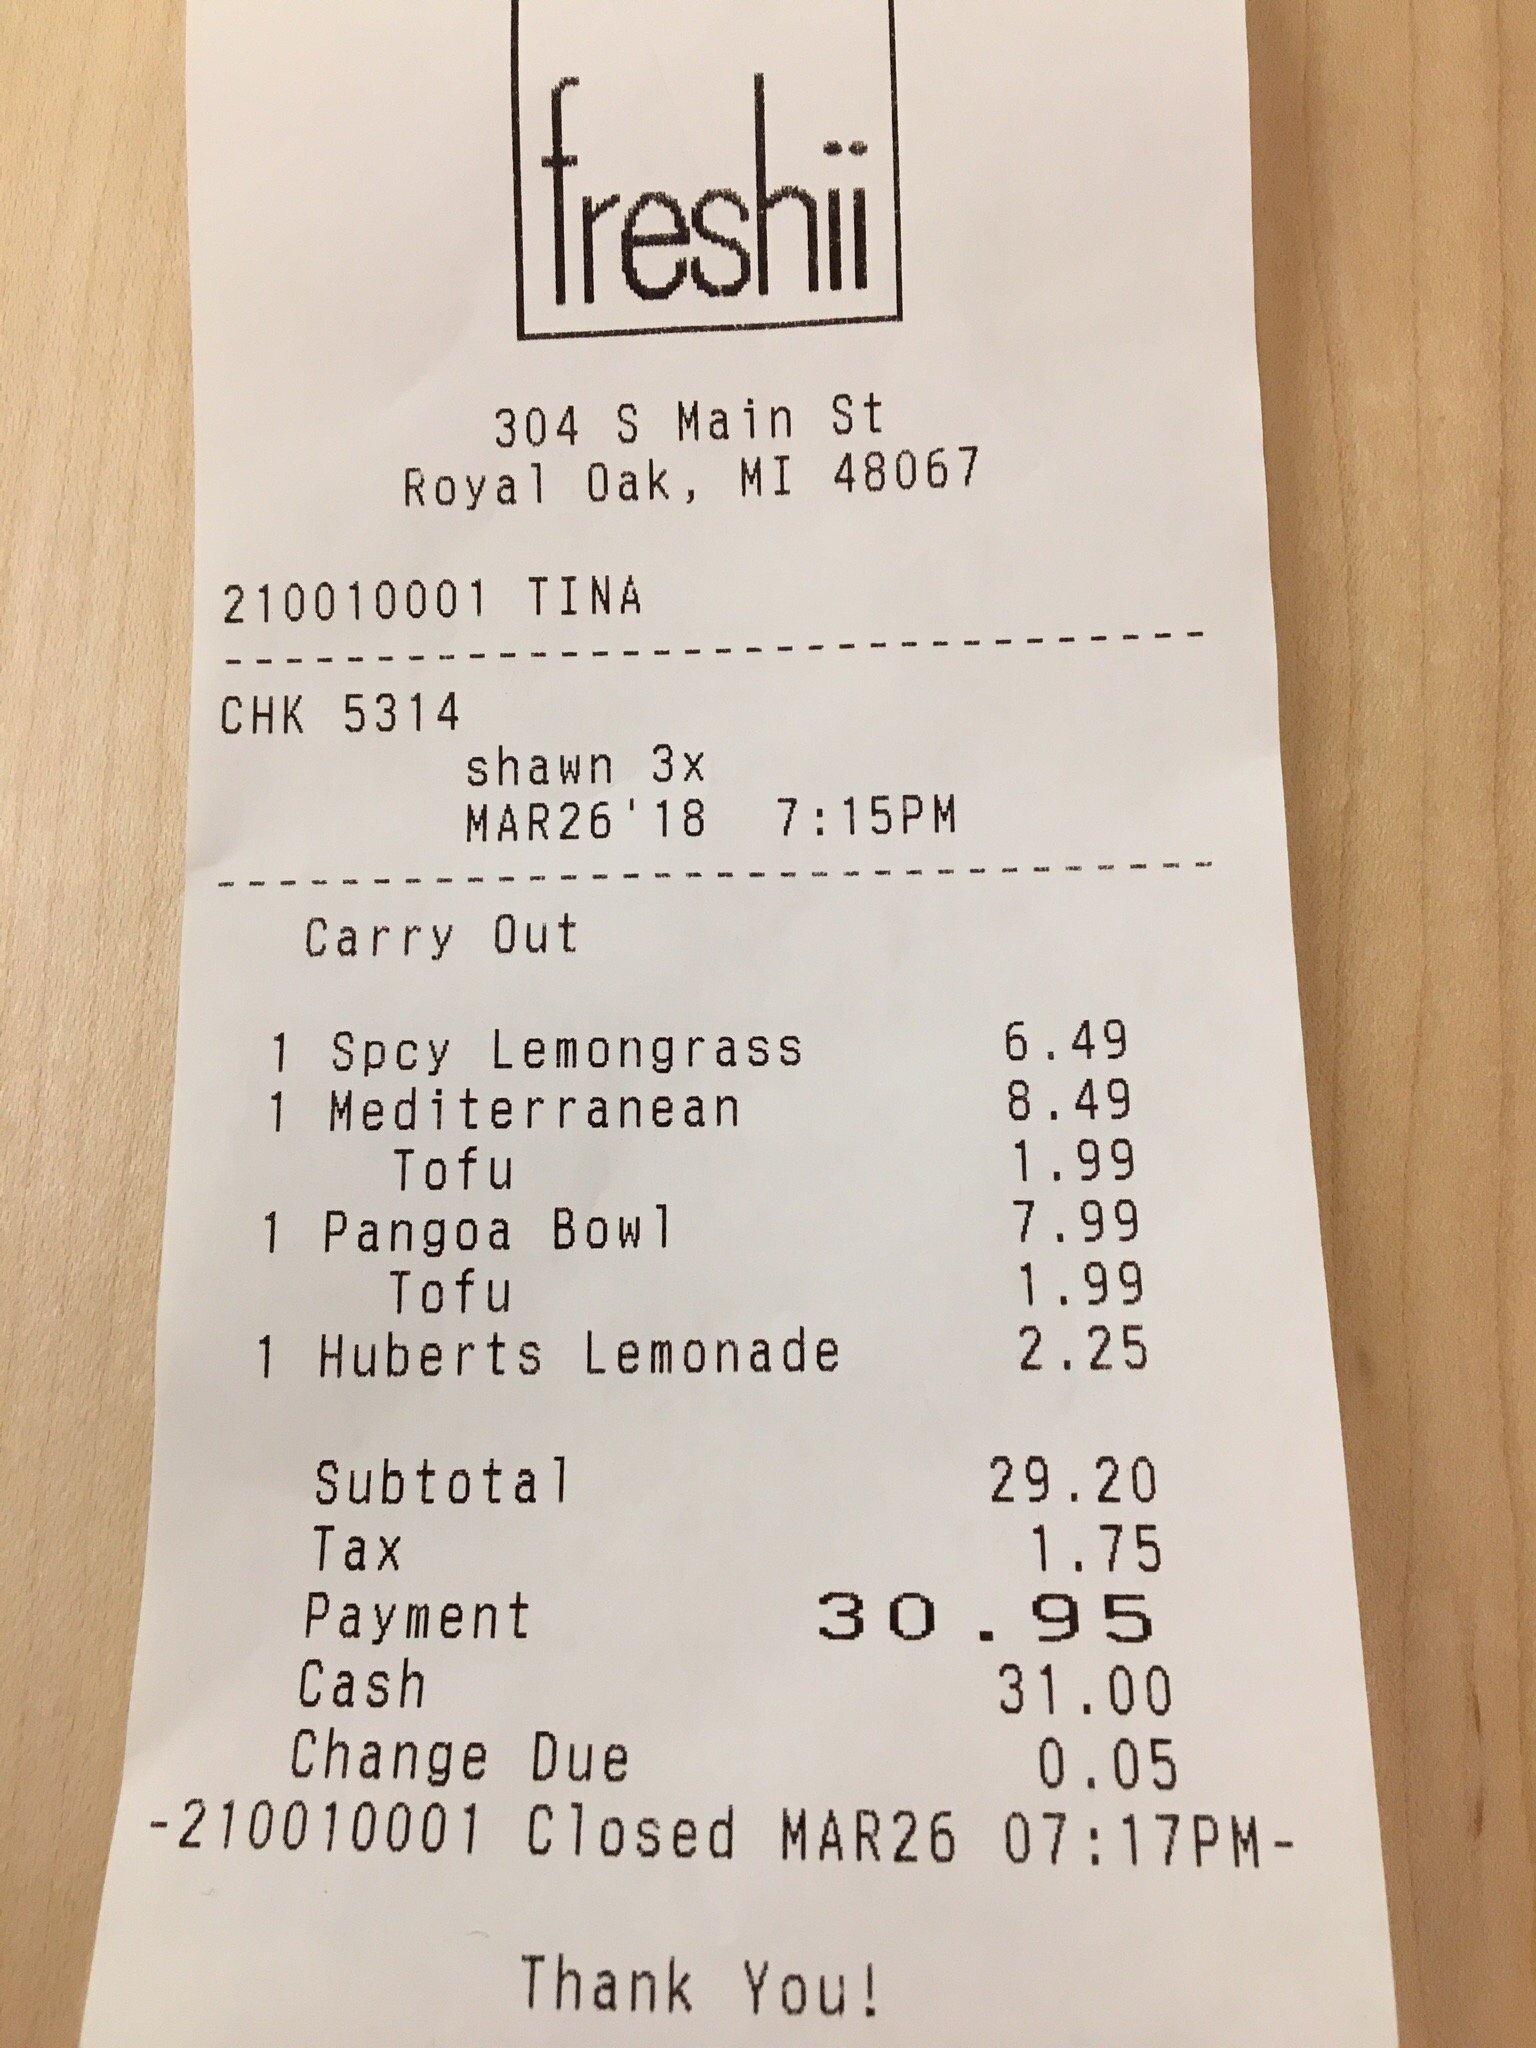 freshii
304 S Main St
Royal Oak, MI 48067
210010001 TINA
--------------------------------
CHK 5314
shawn 3x
MAR26'18 7:15PM
--------------------------------
Carry Out
1 Spcy Lemongrass 6.49
1 Mediterranean 8.49
Tofu 1.99
1 Pangoa Bowl 7.99
Tofu 1.99
1 Huberts Lemonade 2.25
Subtotal 29.20
Tax 1.75
Payment 30.95
Cash 31.00
Change Due 0.05
-210010001 Closed MAR26 07:17PM-
Thank You!